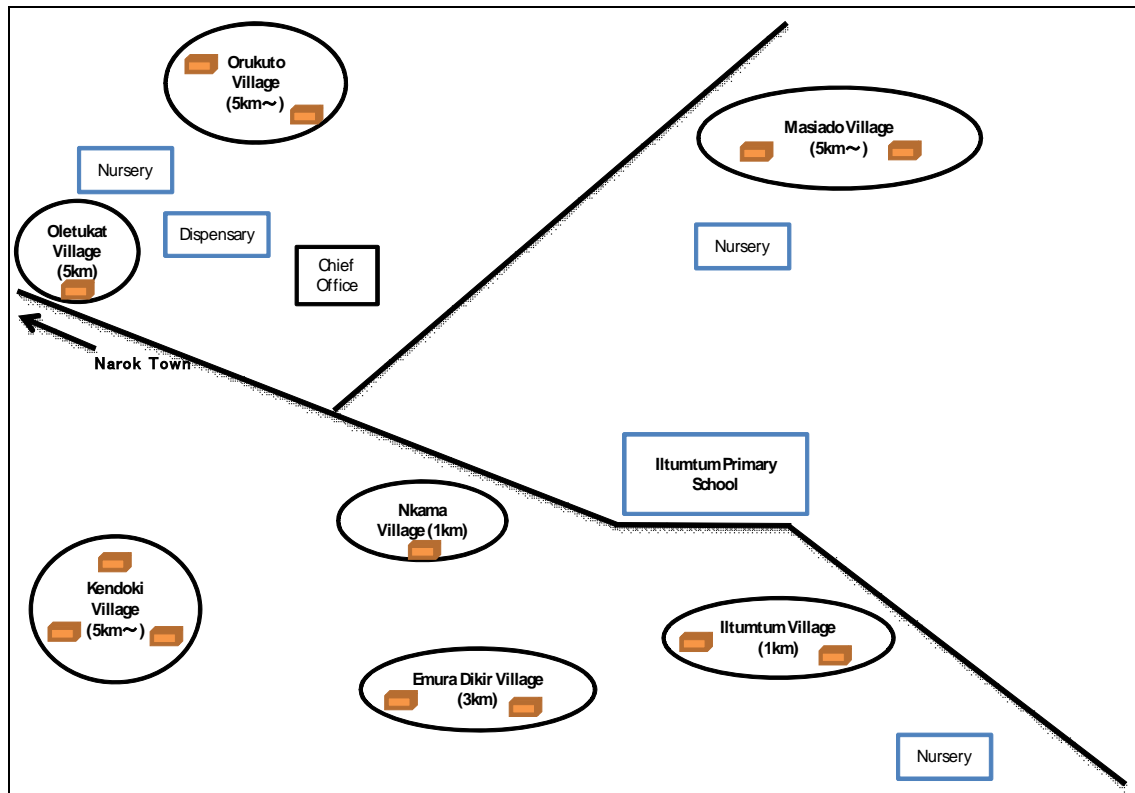 Orukuto
Village
(5km～)
Masiado Village
(5km～)
Nursery
Oletukat
Village
(5km)
Dispensary
Chief
Office
Nursery
Narok Town
Iltumtum Primary
School
Nkama
Village (1km)
Kendoki
Village
(5km～)
Iltumtum Village
(1km)
Emura Dikir Village
(3km)
Nursery